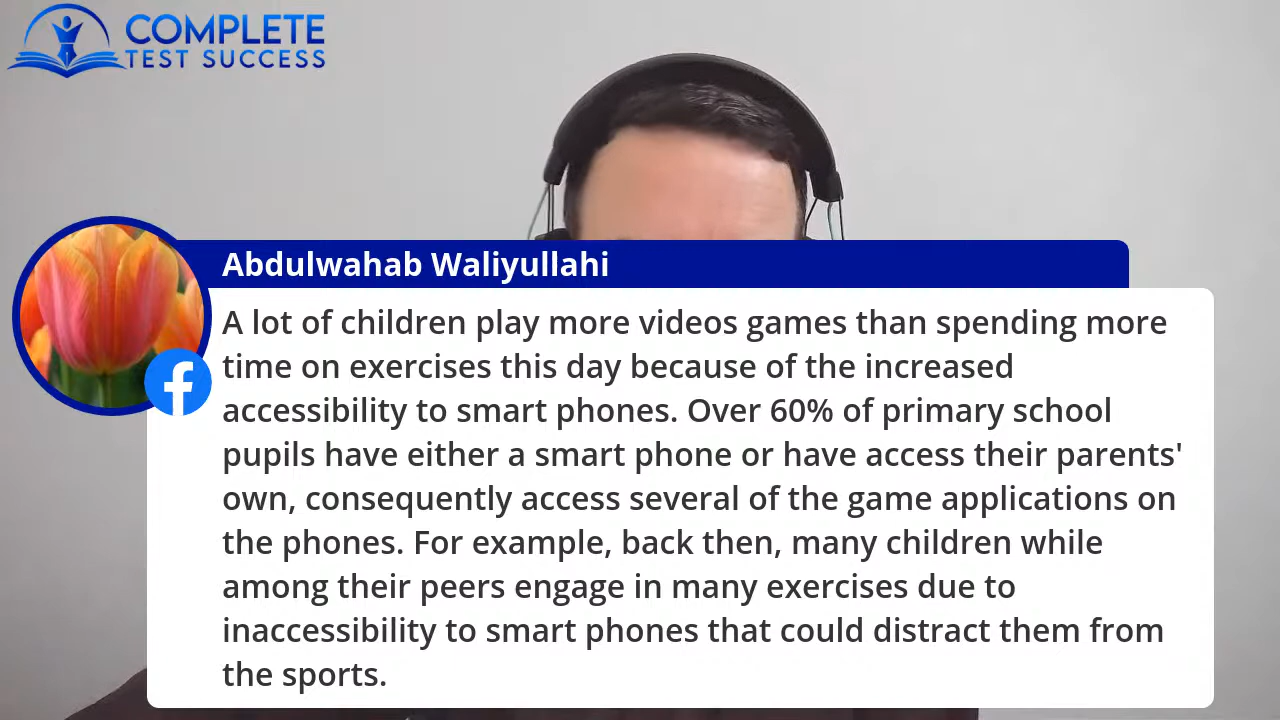 COMPLETE
TEST SUCCESS
Abdulwahab Waliyullahi
A lot of children play more videos games than spending more
time on exercises this day because of the increased
accessibility to smart phones. Over 60% of primary school
pupils have either a smart phone or have access their parents'
own, consequently access several of the game applications on
the phones. For example, back then, many children while
among their peers engage in many exercises due to
inaccessibility to smart phones that could distract them from
the sports.